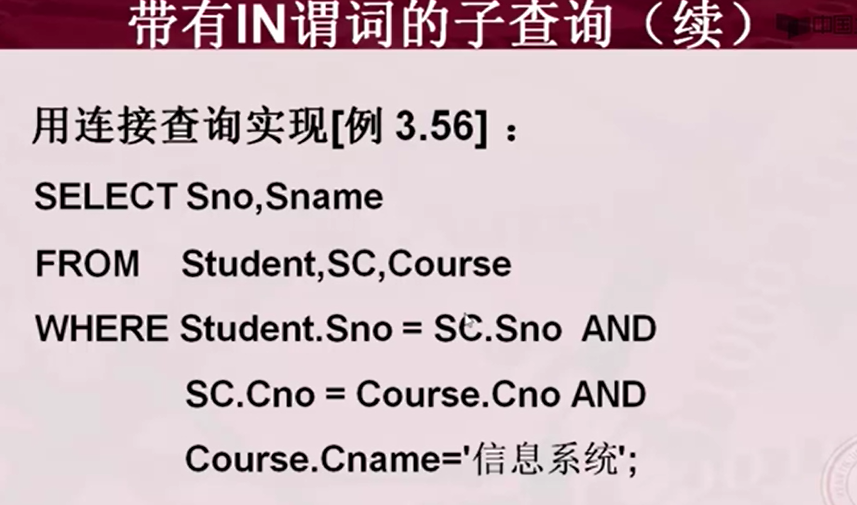 带有IN谓词的子查询（续）
中国
用连接查询实现[例 3.56] ：
SELECT Sno,Sname
FROM Student,SC,Course
WHERE Student.Sno = SC.Sno AND
SC.Cno = Course.Cno AND
Course.Cname='信息系统';